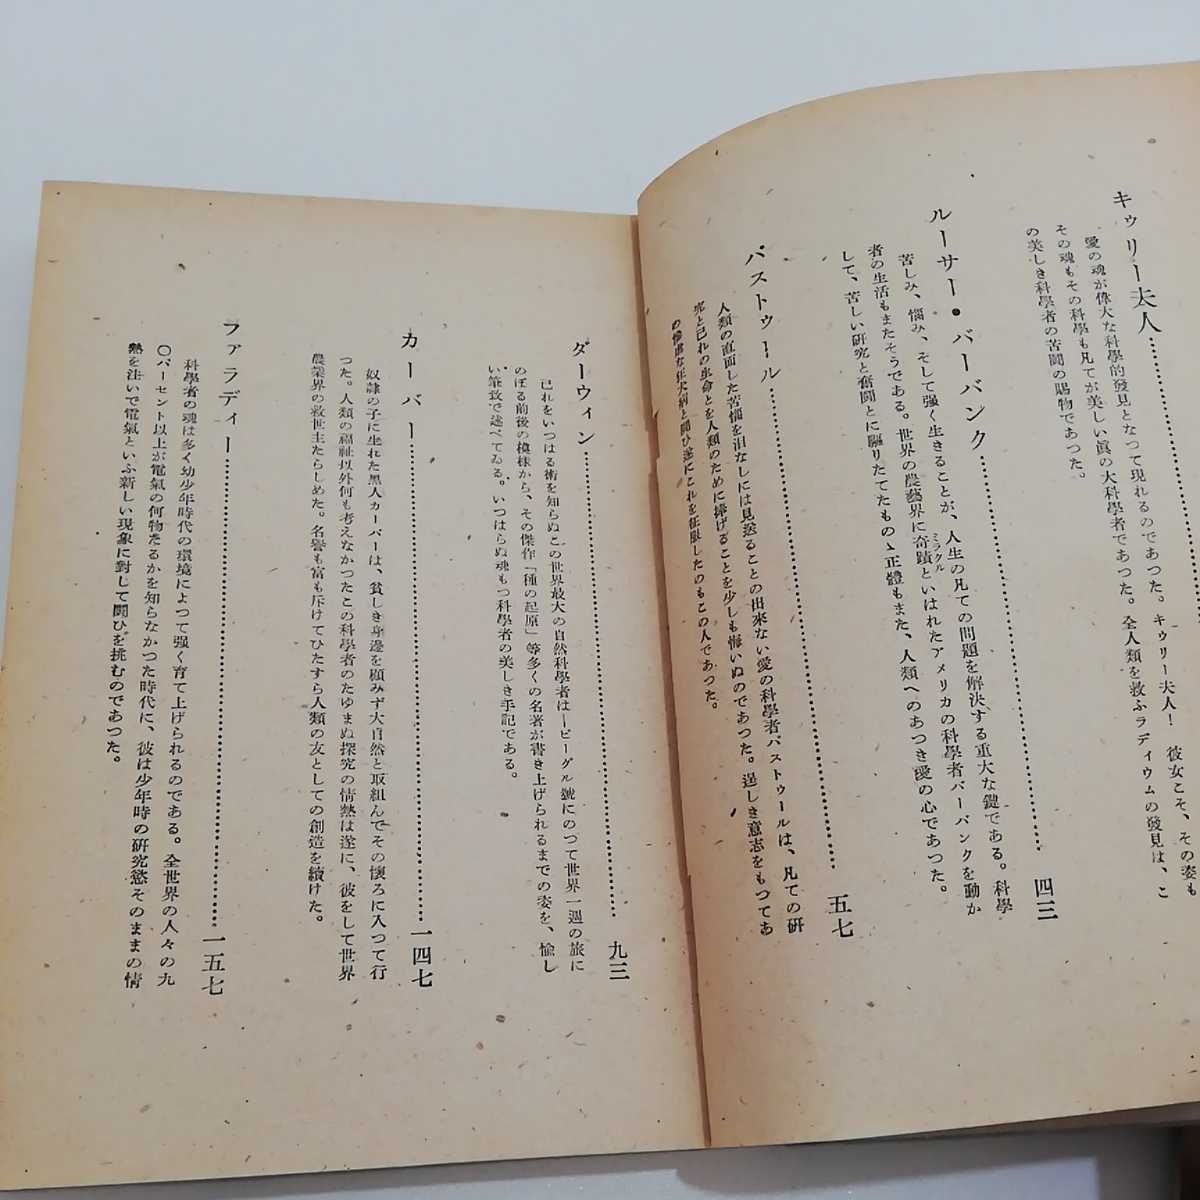 キゥリー夫人
愛の魂が偉大な科學的發見となつて現れるのであつた。キゥリー夫人! 彼女こそ、その姿も
その魂もその科學も凡てが美しい眞の大科學者であつた。全人類を救ふラディウムの發見は、こ
の美しき科學者の苦闘の賜物であつた。
ルーサー・バーバンク……四三
苦しみ、惱み、そして强く生きることが、人生の凡ての問題を解決する重大な鍵である。科學
者の生活もまたそうである。世界の農藝界に奇蹟といはれたアメリカの科學者バーバンクを動か
ミラクル
して、苦しい研究と奮闘とに驅りたてたものゝ正體もまた、人類へのあつき愛の心であつた。
パストゥール……五七
人類の直面した苦惱を泪なしには見送ることの出來ない愛の科學者パストゥールは、凡ての研
究と己れの生命とを人類のために捧げることを少しも悔いぬのであつた。逞しき意志をもつてあ
の狂犬病と闘ひ遂にこれを征服したのもこの人であつた。
ダーウィン……九三
己れをいつはる術を知らぬこの世界最大の自然科學者は―ビーグル號にのつて世界一週の旅に
のぼる前後の模樣から、その傑作「種の起原」等多くの名著が書き上げられるまでの姿を、愉し
い筆致で述べてゐる。いつはらぬ魂もつ科學者の美しき手記である。
カーバー……一四七
奴隷の子に生れた黒人カーバーは、貧しき身邊を顧みず大自然と取組んでその懷ろに入つて行
つた。人類の福祉以外何も考えなかつたこの科學者のたゆまぬ探究の情熱は遂に、彼をして世界
農業界の救世主たらしめた。名譽も富も斥けてひたすら人類の友としての創造を續けた。
ファラディー……一五七
科學者の魂は多く幼少年時代の環境によつて强く育て上げられるのである。全世界の人々の九
〇パーセント以上が電氣の何物たるかを知らなかつた時代に、彼は少年時の研究慾そのままの情
熱を注いで電氣といふ新しい現象に對して闘ひを挑むのであつた。